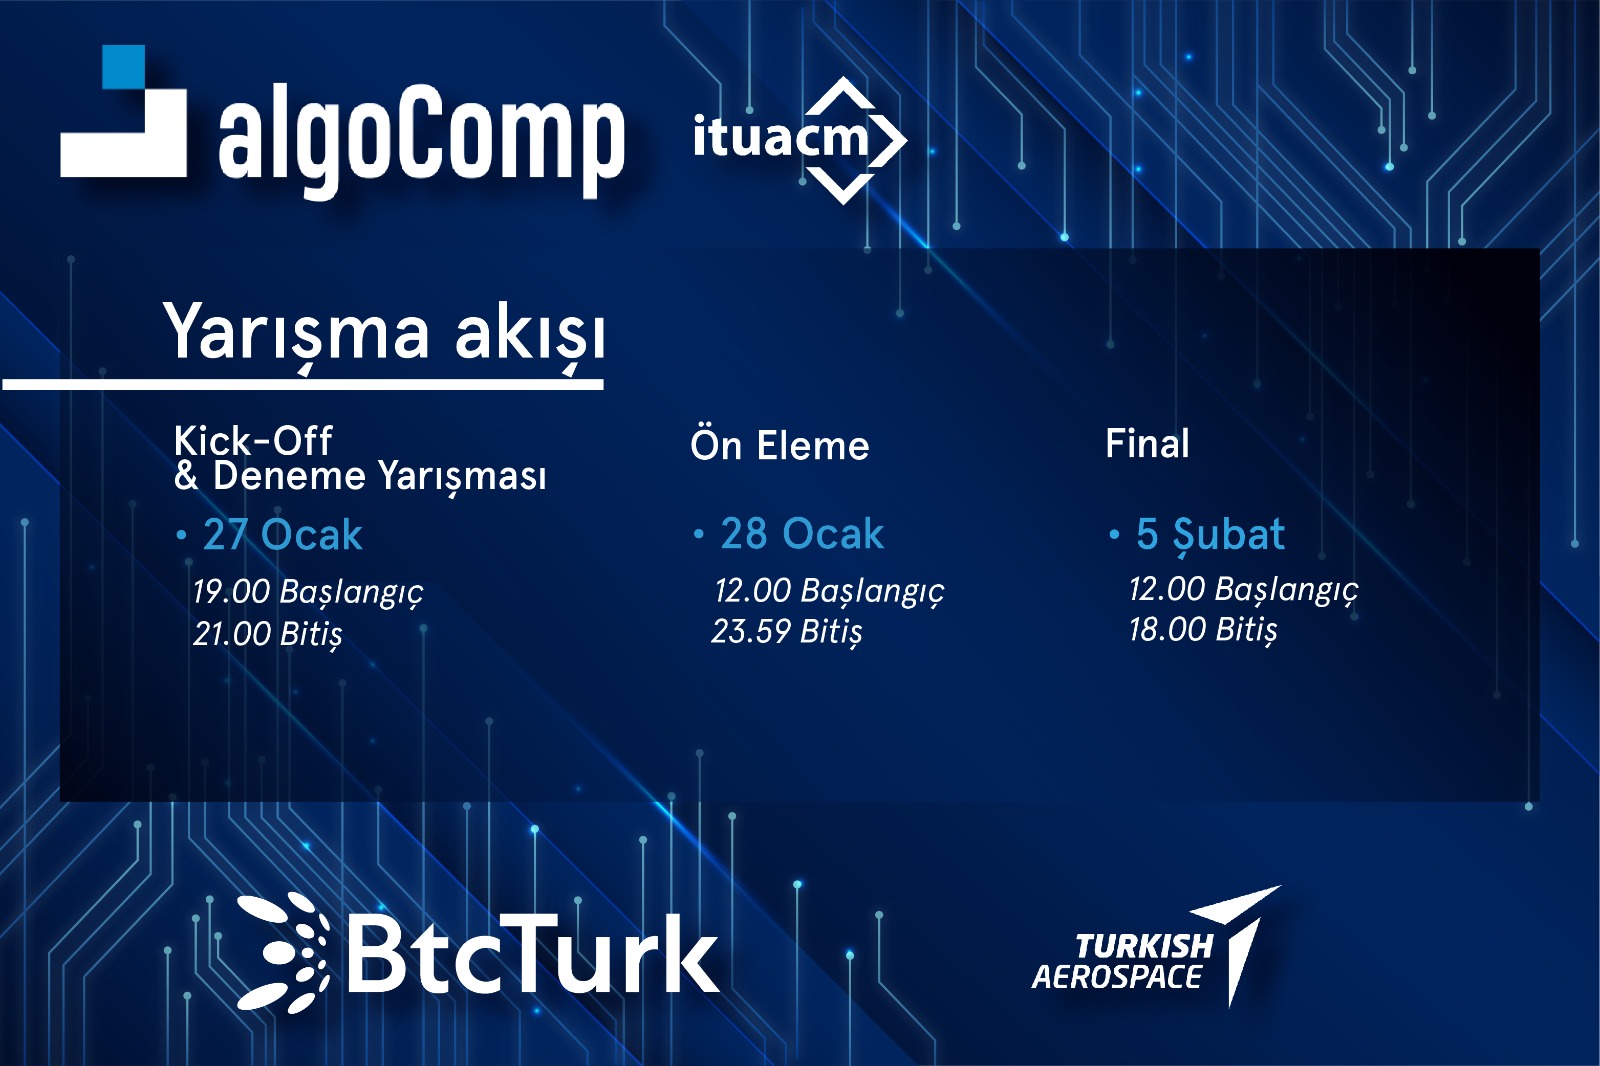 algoComp
ituacm
Yarışma akışı
Kick-Off
& Deneme Yarışması
• 27 Ocak
19.00 Başlangıç
21.00 Bitiş
Ön Eleme
• 28 Ocak
12.00 Başlangıç
23.59 Bitiş
Final
• 5 Şubat
12.00 Başlangıç
18.00 Bitiş
BtcTurk
TURKISH
AEROSPACE